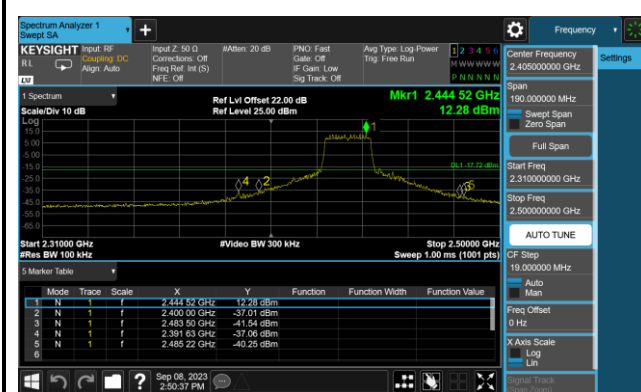 Spectrum Analyzer 1
Swept SA
+
Frequency
KEYSIGHT Input: RF Input Z: 50 Ω #Atten: 20 dB PNO: Fast Avg Type: Log-Power 1 2 3 4 5 6
RL Coupling: DC Corrections: Off Gate: Off Trig: Free Run M W W W W W
Align: Auto Freq Ref: Int (S) IF Gain: Low
NFE: Off Sig Track: Off P N N N N N
LXI
1 Spectrum
Ref Lvl Offset 22.00 dB Mkr1 2.444 52 GHz
Scale/Div 10 dB Ref Level 25.00 dBm 12.28 dBm
Log
15.0
5.00
-5.00
-15.0
-25.0
-35.0
-45.0
-55.0
-65.0
1
DL1 -17.72 dBm
4 2
35
Start 2.31000 GHz #Video BW 300 kHz Stop 2.50000 GHz
#Res BW 100 kHz Sweep 1.00 ms (1001 pts)
5 Marker Table
Mode Trace Scale X Y Function Function Width Function Value
1 N 1 f 2.444 52 GHz 12.28 dBm
2 N 1 f 2.400 00 GHz -37.01 dBm
3 N 1 f 2.483 50 GHz -41.54 dBm
4 N 1 f 2.391 63 GHz -37.06 dBm
5 N 1 f 2.485 22 GHz -40.25 dBm
6
?
Sep 08, 2023
2:50:37 PM
Center Frequency
2.405000000 GHz
Settings
Span
190.000000 MHz
Swept Span
Zero Span
Full Span
Start Freq
2.310000000 GHz
Stop Freq
2.500000000 GHz
AUTO TUNE
CF Step
19.000000 MHz
Auto
Man
Freq Offset
0 Hz
X Axis Scale
Log
Lin
Signal Track
(Span Zoom)